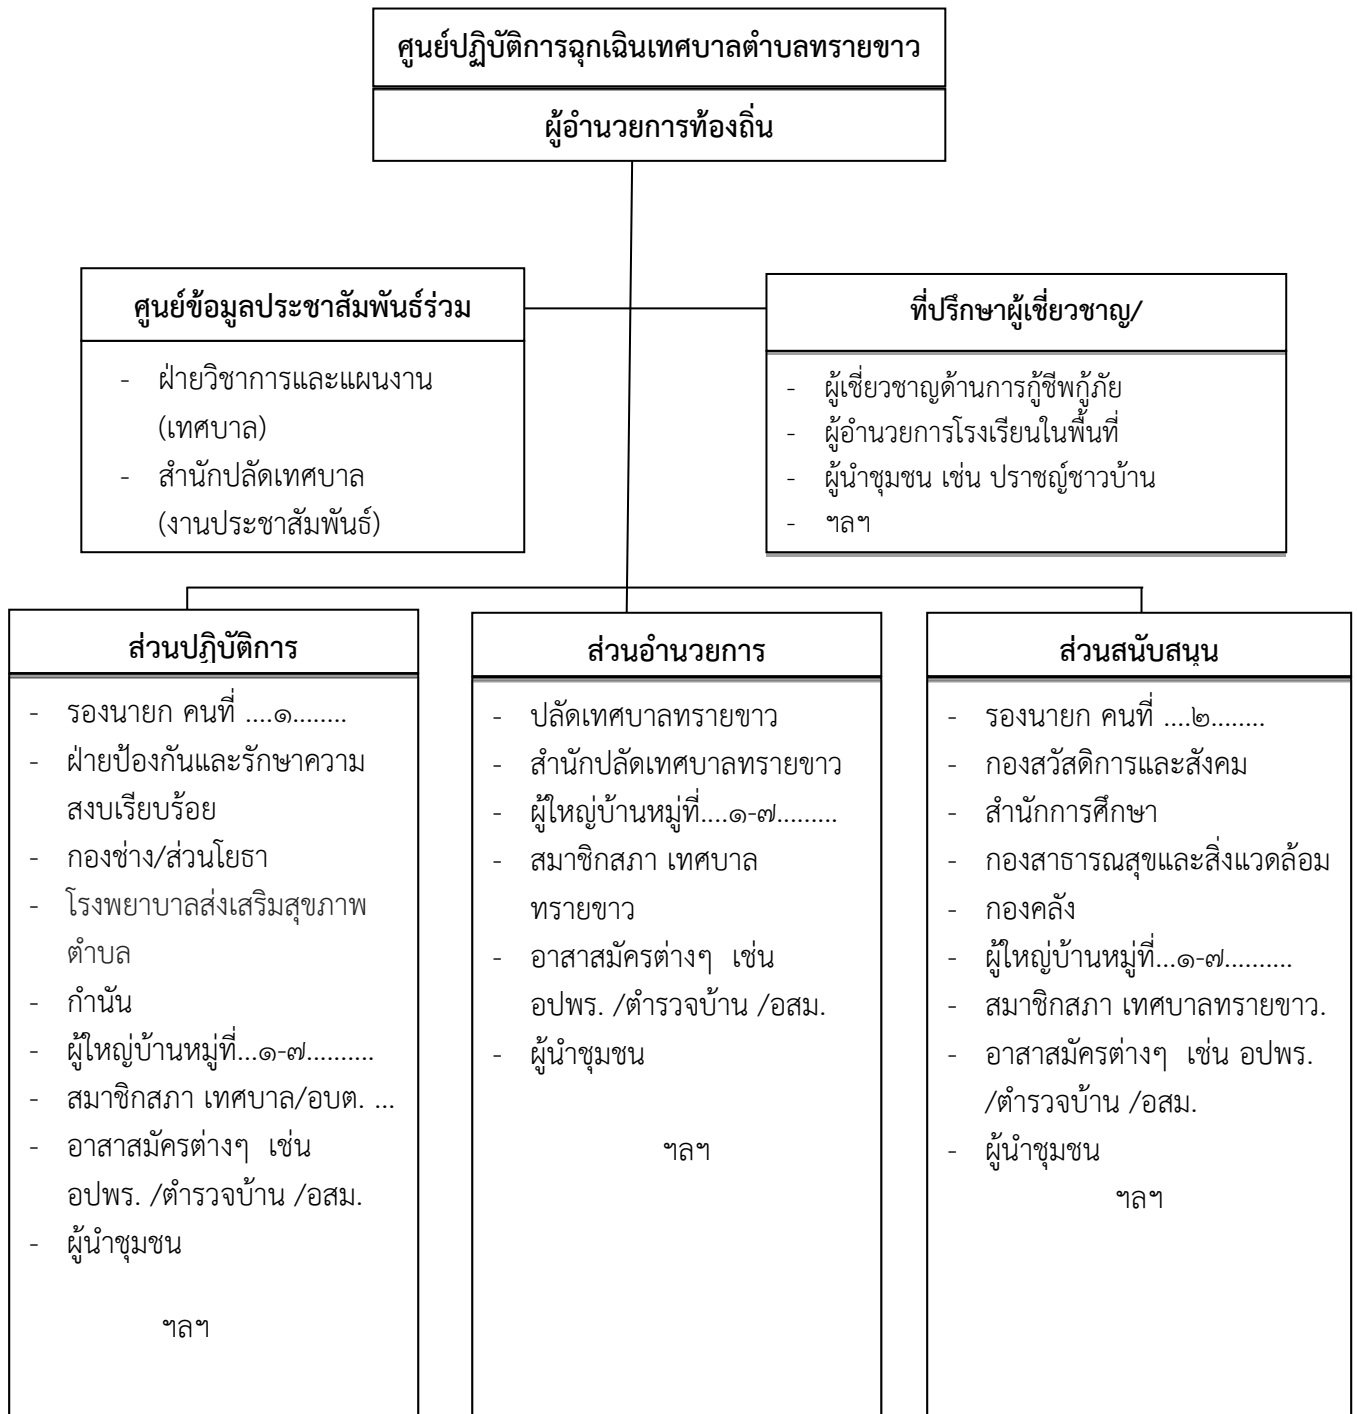 ศูนย์ปฏิบัติการฉุกเฉินเทศบาลตำบลทรายขาว
ผู้อำนวยการท้องถิ่น
ศูนย์ข้อมูลประชาสัมพันธ์ร่วม
- ฝ่ายวิชาการและแผนงาน
(เทศบาล)
- สำนักปลัดเทศบาล
(งานประชาสัมพันธ์)
ที่ปรึกษาผู้เชี่ยวชาญ/
- ผู้เชี่ยวชาญด้านการกู้ชีพกู้ภัย
- ผู้อำนวยการโรงเรียนในพื้นที่
- ผู้นำชุมชน เช่น ปราชญ์ชาวบ้าน
- ฯลฯ
ส่วนปฏิบัติการ
- รองนายก คนที่ ....๑........
- ฝ่ายป้องกันและรักษาความ
สงบเรียบร้อย
- กองช่าง/ส่วนโยธา
- โรงพยาบาลส่งเสริมสุขภาพ
ตำบล
- กำนัน
- ผู้ใหญ่บ้านหมู่ที่...๑-๗..........
- สมาชิกสภา เทศบาล/อบต. ...
- อาสาสมัครต่างๆ เช่น
อปพร. /ตำรวจบ้าน /อสม.
- ผู้นำชุมชน
ฯลฯ
ส่วนอำนวยการ
- ปลัดเทศบาลทรายขาว
- สำนักปลัดเทศบาลทรายขาว
- ผู้ใหญ่บ้านหมู่ที่....๑-๗.........
- สมาชิกสภา เทศบาล
ทรายขาว
- อาสาสมัครต่างๆ เช่น
อปพร. /ตำรวจบ้าน /อสม.
- ผู้นำชุมชน
ฯลฯ
ส่วนสนับสนุน
- รองนายก คนที่ ....๒........
- กองสวัสดิการและสังคม
- สำนักการศึกษา
- กองสาธารณสุขและสิ่งแวดล้อม
- กองคลัง
- ผู้ใหญ่บ้านหมู่ที่...๑-๗..........
- สมาชิกสภา เทศบาลทรายขาว.
- อาสาสมัครต่างๆ เช่น อปพร.
/ตำรวจบ้าน /อสม.
- ผู้นำชุมชน
ฯลฯ